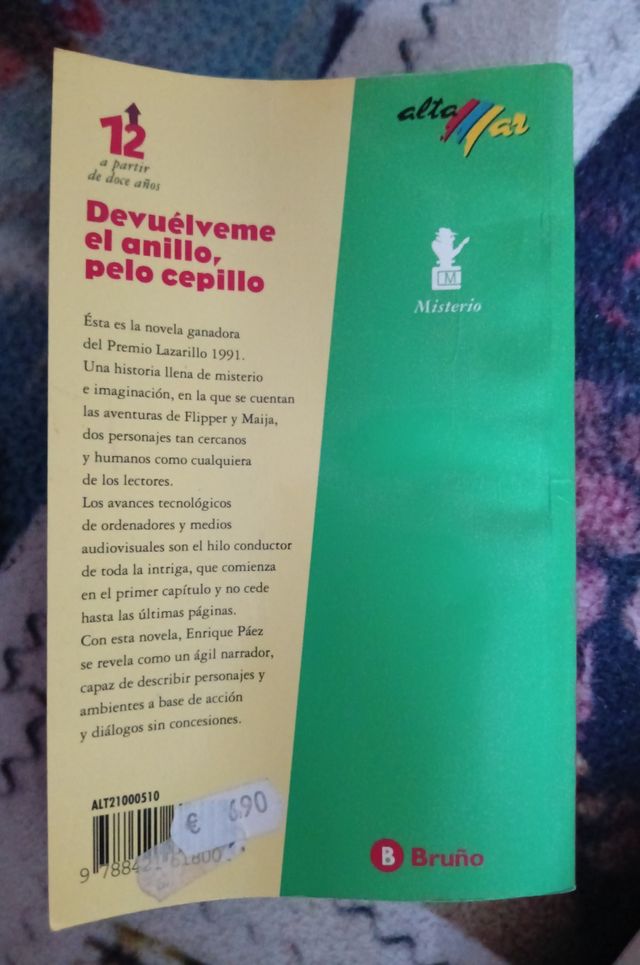 12
a partir
de doce años
Devuélveme
el anillo,
pelo cepillo
Ésta es la novela ganadora
del Premio Lazarillo 1991.
Una historia llena de misterio
e imaginación, en la que se cuentan
las aventuras de Flipper y Maija,
dos personajes tan cercanos
y humanos como cualquiera
de los lectores.
Los avances tecnológicos
de ordenadores y medios
audiovisuales son el hilo conductor
de toda la intriga, que comienza
en el primer capítulo y no cede
hasta las últimas páginas.
Con esta novela, Enrique Páez
se revela como un ágil narrador,
capaz de describir personajes y
ambientes a base de acción
y diálogos sin concesiones.
ALT21000510
€ 6,90
9 78842
altamar
M
Misterio
B Bruño